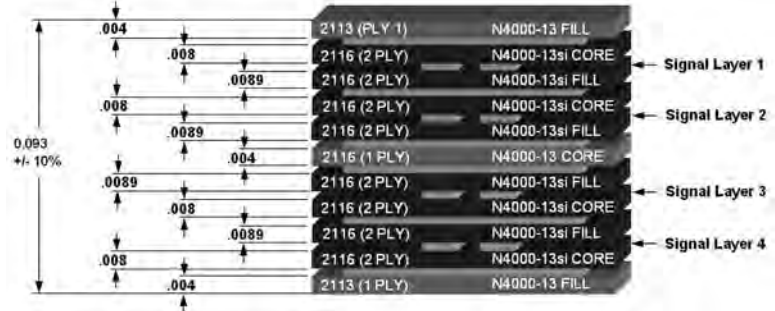 .004
2113 (PLY 1) N4000-13 FILL
.008
2116 (2 PLY) N4000-13si CORE
Signal Layer 1
.0089
2116 (2 PLY) N4000-13si FILL
.008
2116 (2 PLY) N4000-13si CORE
Signal Layer 2
.0089
2116 (2 PLY) N4000-13si FILL
0.093
+/- 10%
.004
2116 (1 PLY) N4000-13 CORE
.0089
2116 (2 PLY) N4000-13si FILL
Signal Layer 3
.008
2116 (2 PLY) N4000-13si CORE
.0089
2116 (2 PLY) N4000-13si FILL
Signal Layer 4
.008
2116 (2 PLY) N4000-13si CORE
.004
2113 (1 PLY) N4000-13 FILL